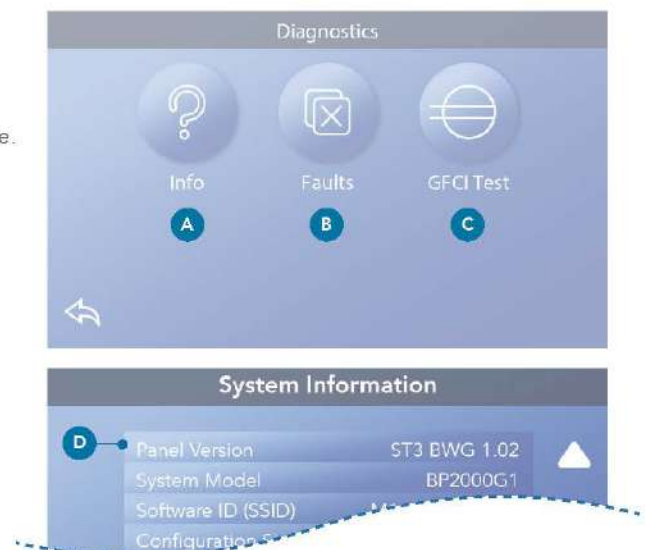 Diagnostics
e.
Info Faults GFCI Test
A B C
System Information
D Panel Version ST3 BWG 1.02
System Model BP2000G1
Software ID (SSID)
Configuration